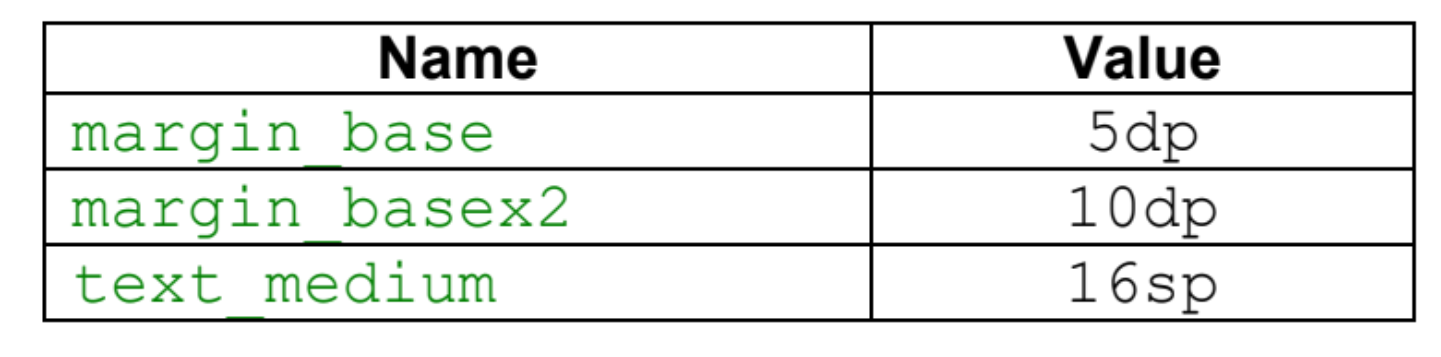 Name Value
margin_base 5dp
margin_basex2 10dp
text_medium 16sp